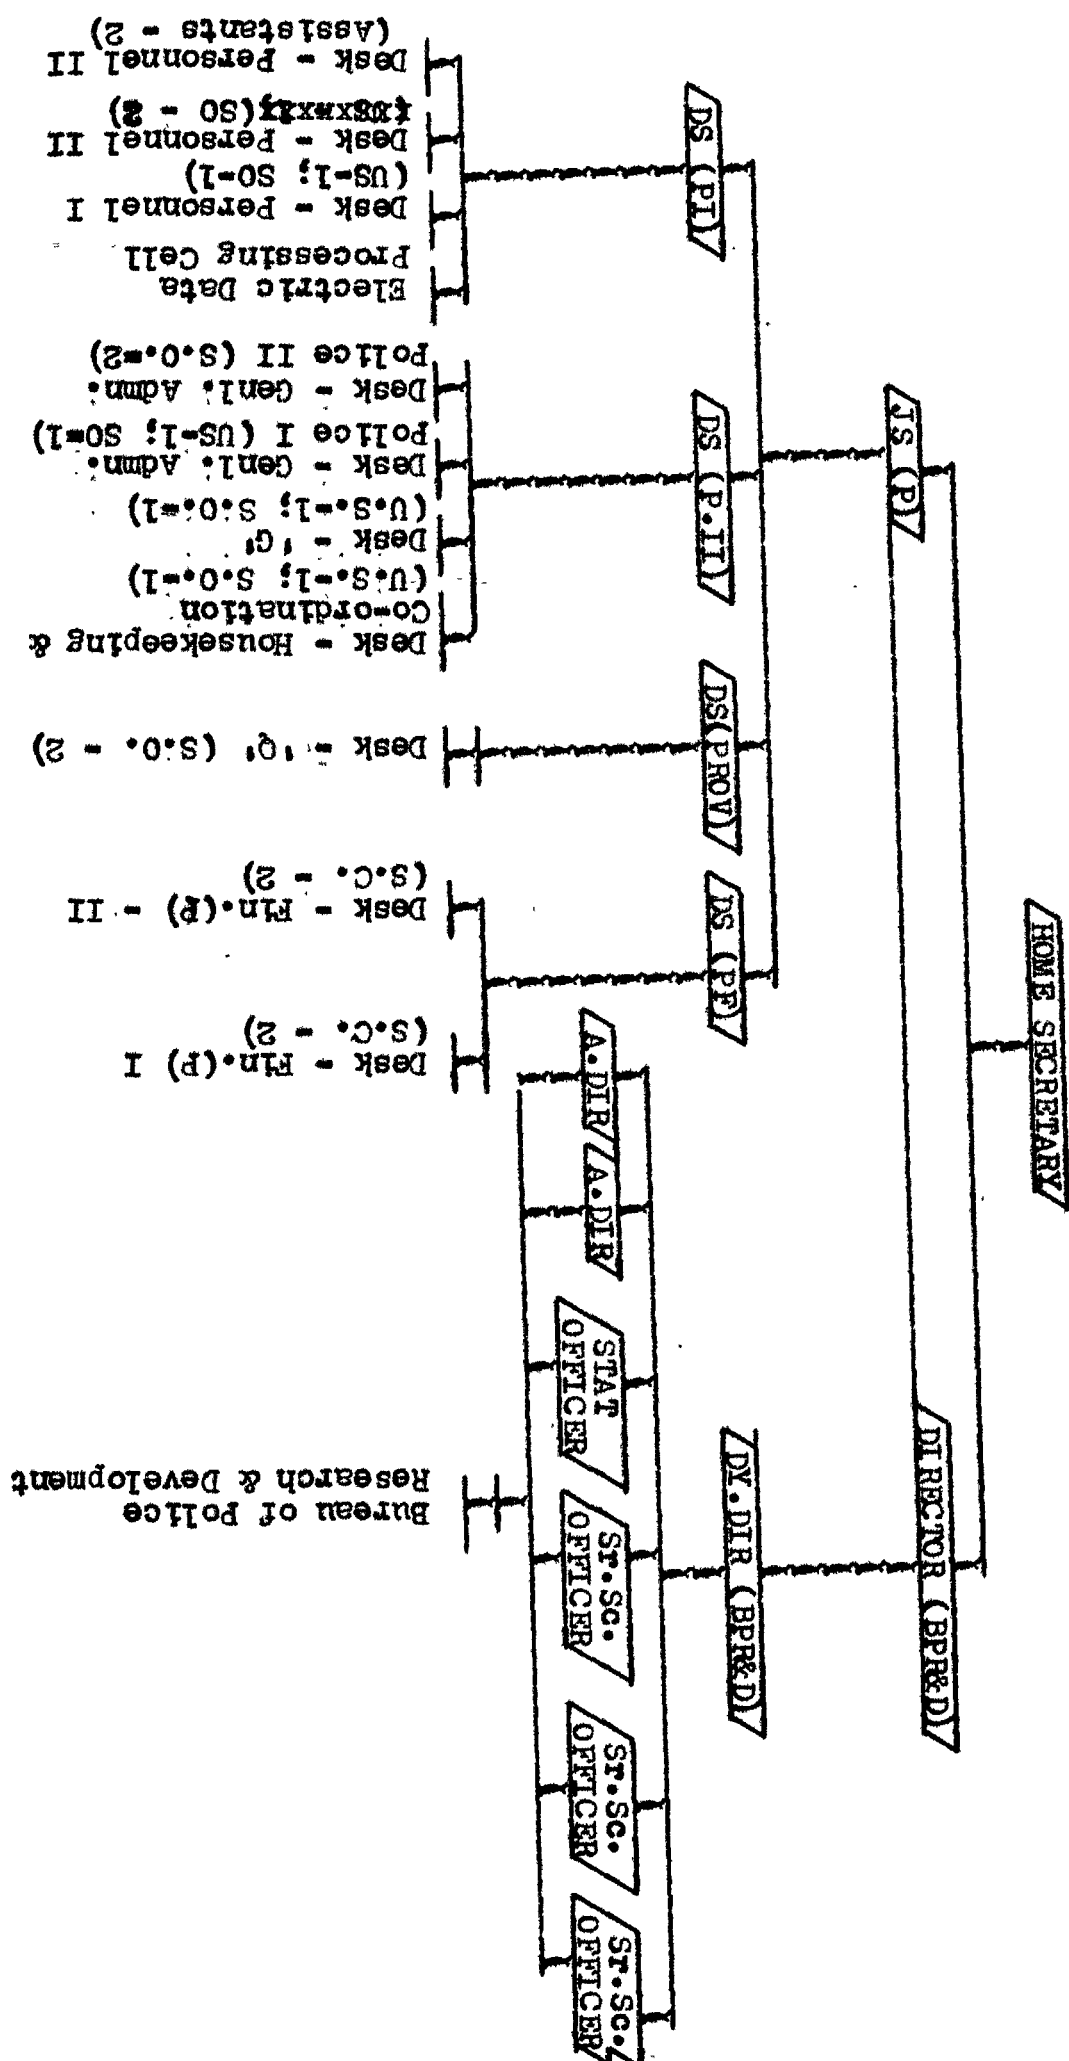 HOME SECRETARY
JS (P)
DIRECTOR (BPR&D)
DS (PI)
DS (P.II)
DS(PROV)
DS (PF)
DY.DIR (BPR&D)
A.DIR
A.DIR
STAT
OFFICER
Sr.Sc.
OFFICER
Sr.Sc.
OFFICER
Sr.Sc.
OFFICER
Bureau of Police
Research & Development
Desk - Fin.(P) I
(S.C. - 2)
Desk - Fin.(P) - II
(S.C. - 2)
Desk - 'Q' (S.O. - 2)
Desk - Housekeeping &
Co-ordination
(U.S.-1; S.O.-1)
Desk - 'G'
(U.S.-1; S.O.-1)
Desk - Genl. Admn.
Police I (US-1; SO-1)
Desk - Genl. Admn.
Police II (S.O.-2)
Electric Data
Processing Cell
Desk - Personnel I
(US-1; SO-1)
Desk - Personnel II
(SO - 2)
Desk - Personnel II
(Assistants - 2)